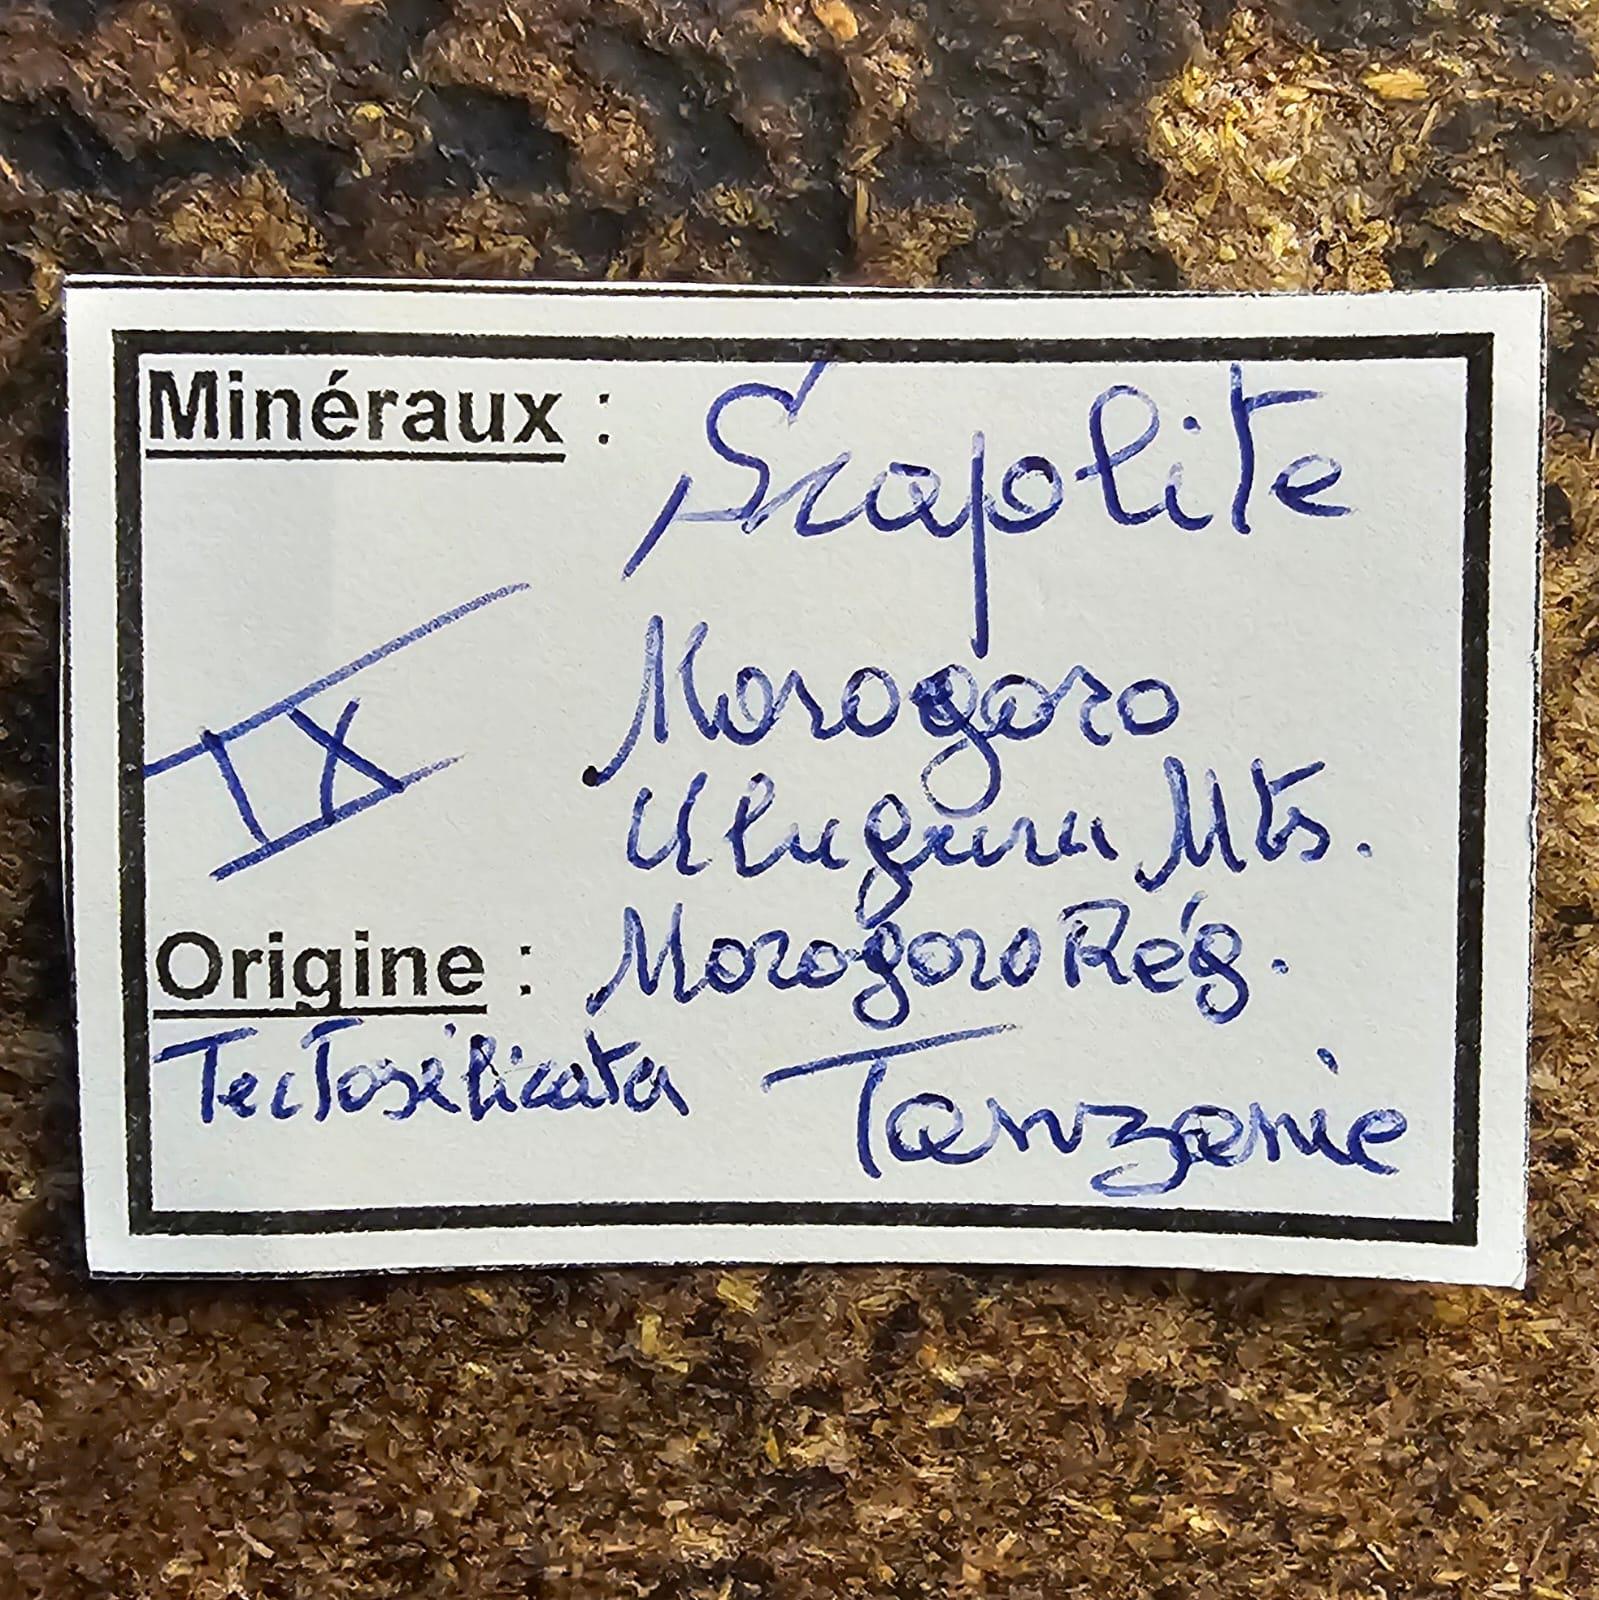 Minéraux : Scapolite
IX
Morogoro
Uluguru Mts.
Origine : Morogoro Rég.
Tectosilicata Tanzanie